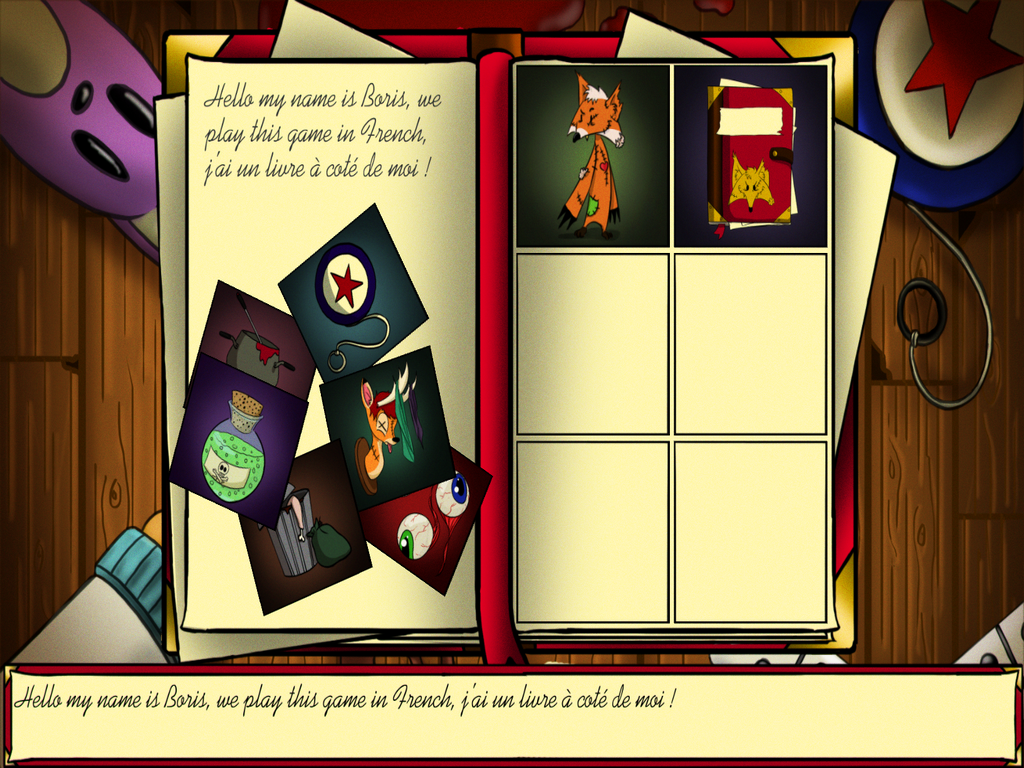 Hello my name is Boris, we
play this game in French,
j'ai un livre à coté de moi !
Hello my name is Boris, we play this game in French, j'ai un livre à coté de moi !